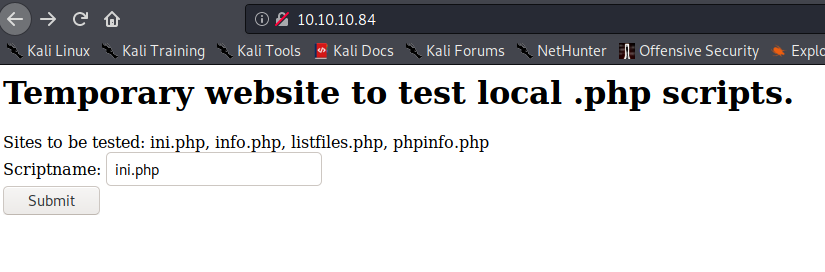 10.10.10.84
Kali Linux Kali Training Kali Tools Kali Docs Kali Forums NetHunter Offensive Security Explo
Temporary website to test local .php scripts.
Sites to be tested: ini.php, info.php, listfiles.php, phpinfo.php
Scriptname: ini.php
Submit